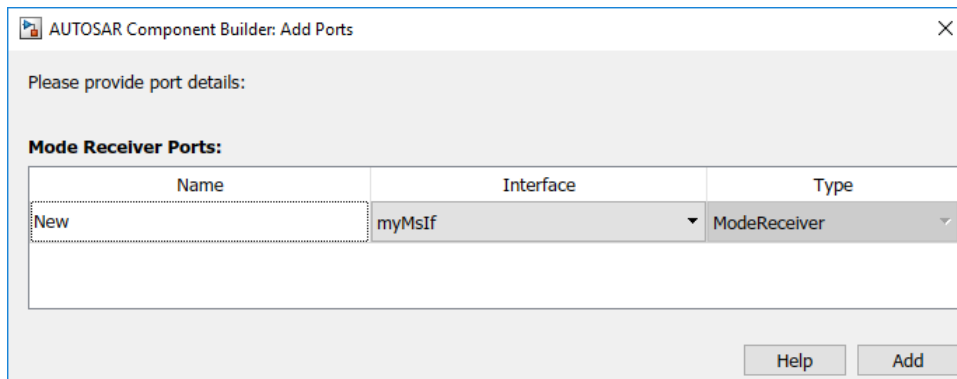 AUTOSAR Component Builder: Add Ports
Please provide port details:
Mode Receiver Ports:
Name Interface Type
New myMsIf ModeReceiver
Help Add